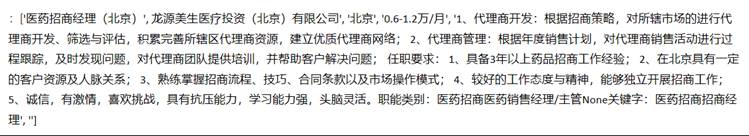 : ['医药招商经理（北京）', 龙源美生医疗投资（北京）有限公司', '北京', '0.6-1.2万/月', '1、代理商开发：根据招商策略，对所辖市场的进行代
理商开发、筛选与评估，积累完善所辖区代理商资源，建立优质代理商网络； 2、代理商管理：根据年度销售计划，对代理商销售活动进行过
程跟踪，及时发现问题，对代理商团队提供培训，并帮助客户解决问题； 任职要求： 1、具备3年以上药品招商工作经验； 2、在北京具有一定
的客户资源及人脉关系； 3、熟练掌握招商流程、技巧、合同条款以及市场操作模式； 4、较好的工作态度与精神，能够独立开展招商工作；
5、诚信，有激情，喜欢挑战，具有抗压能力，学习能力强，头脑灵活。职能类别：医药招商医药销售经理/主管None关键字：医药招商招商经
理', '']